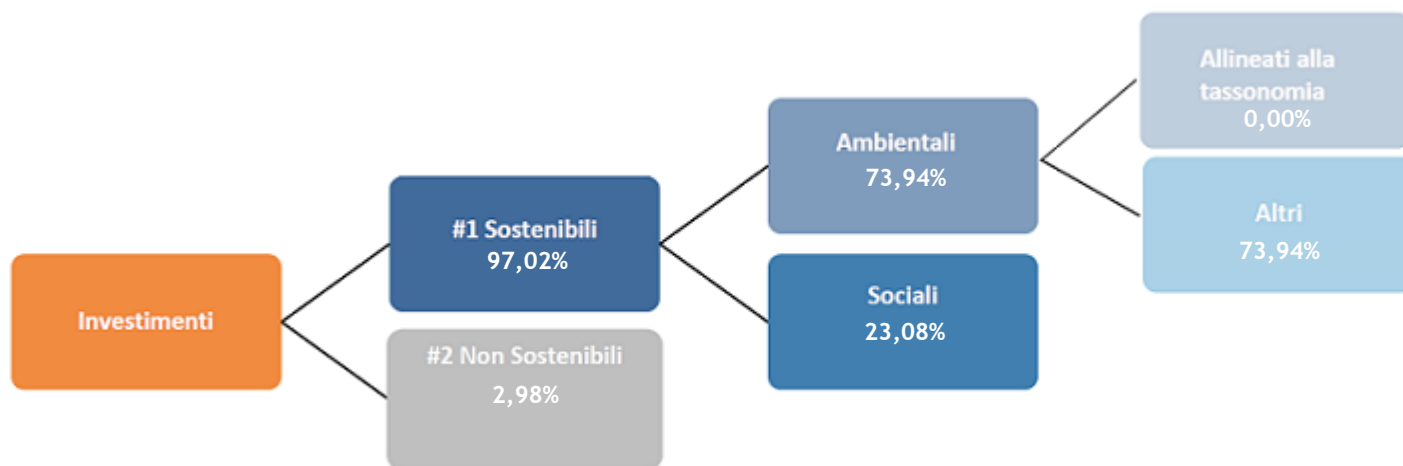 Investimenti
#1 Sostenibili
97,02%
#2 Non Sostenibili
2,98%
Ambientali
73,94%
Sociali
23,08%
Allineati alla
tassonomia
0,00%
Altri
73,94%